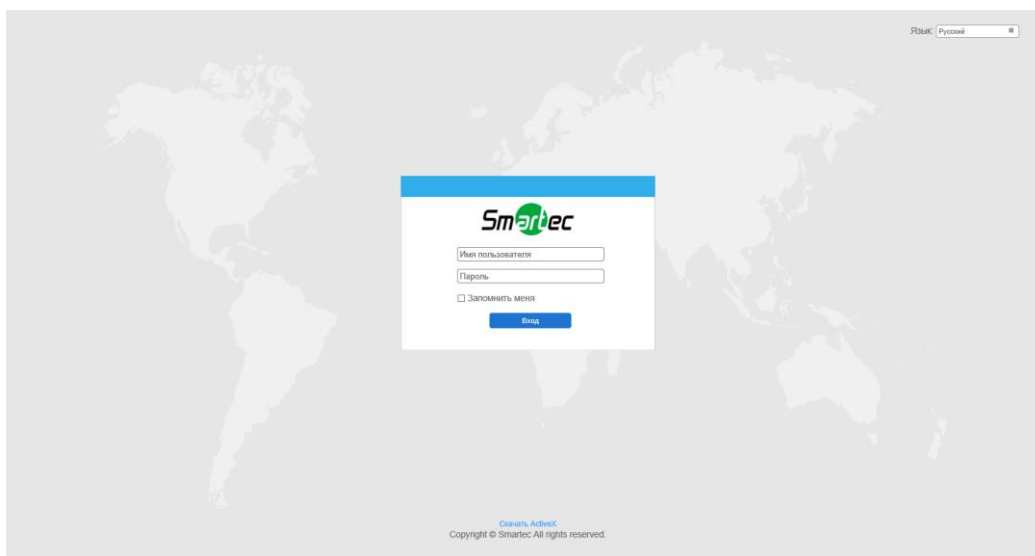 Язык: Русский
Smartec
Имя пользователя
Пароль
Запомнить меня
Вход
Скачать ActiveX
Copyright © Smartec All rights reserved.